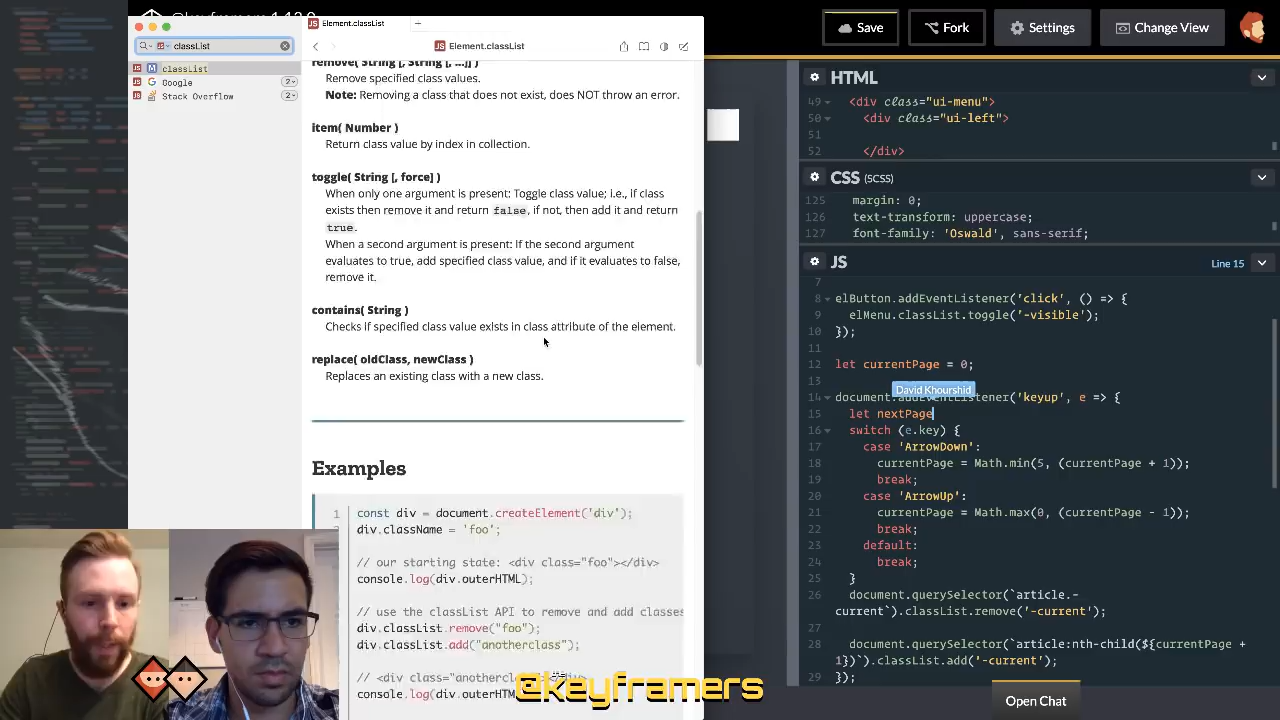 classList
classList
Google
2
Stack Overflow
2
Element.classList
Element.classList
remove( String [, String [, ...]] )
Remove specified class values.
Note: Removing a class that does not exist, does NOT throw an error.
item( Number )
Return class value by index in collection.
toggle( String [, force] )
When only one argument is present: Toggle class value; i.e., if class
exists then remove it and return false, if not, then add it and return
true.
When a second argument is present: If the second argument
evaluates to true, add specified class value, and if it evaluates to false,
remove it.
contains( String )
Checks if specified class value exists in class attribute of the element.
replace( oldClass, newClass )
Replaces an existing class with a new class.
Examples
1 const div = document.createElement('div');
div.className = 'foo';
// our starting state: <div class="foo"></div>
console.log(div.outerHTML);
// use the classList API to remove and add classes
div.classList.remove("foo");
div.classList.add("anotherclass");
// <div class="anotherclass"></div>
console.log(div.outerHTM
@keyframers
Save
Fork
Settings
Change View
HTML
49 <div class="ui-menu">
50 <div class="ui-left">
51
52 </div>
CSS (SCSS)
125 margin: 0;
126 text-transform: uppercase;
127 font-family: 'Oswald', sans-serif;
JS
Line 15
7
8 elButton.addEventListener('click', () => {
9 elMenu.classList.toggle('-visible');
10 });
11
12 let currentPage = 0;
13
David Khourshid
14 document.addEventListener('keyup', e => {
15 let nextPage
16 switch (e.key) {
17 case 'ArrowDown':
18 currentPage = Math.min(5, (currentPage + 1));
19 break;
20 case 'ArrowUp':
21 currentPage = Math.max(0, (currentPage - 1));
22 break;
23 default:
24 break;
25 }
26 document.querySelector(`article.-
current`).classList.remove('-current');
27
28 document.querySelector(`article:nth-child(${currentPage +
1})`).classList.add('-current');
29 });
Open Chat